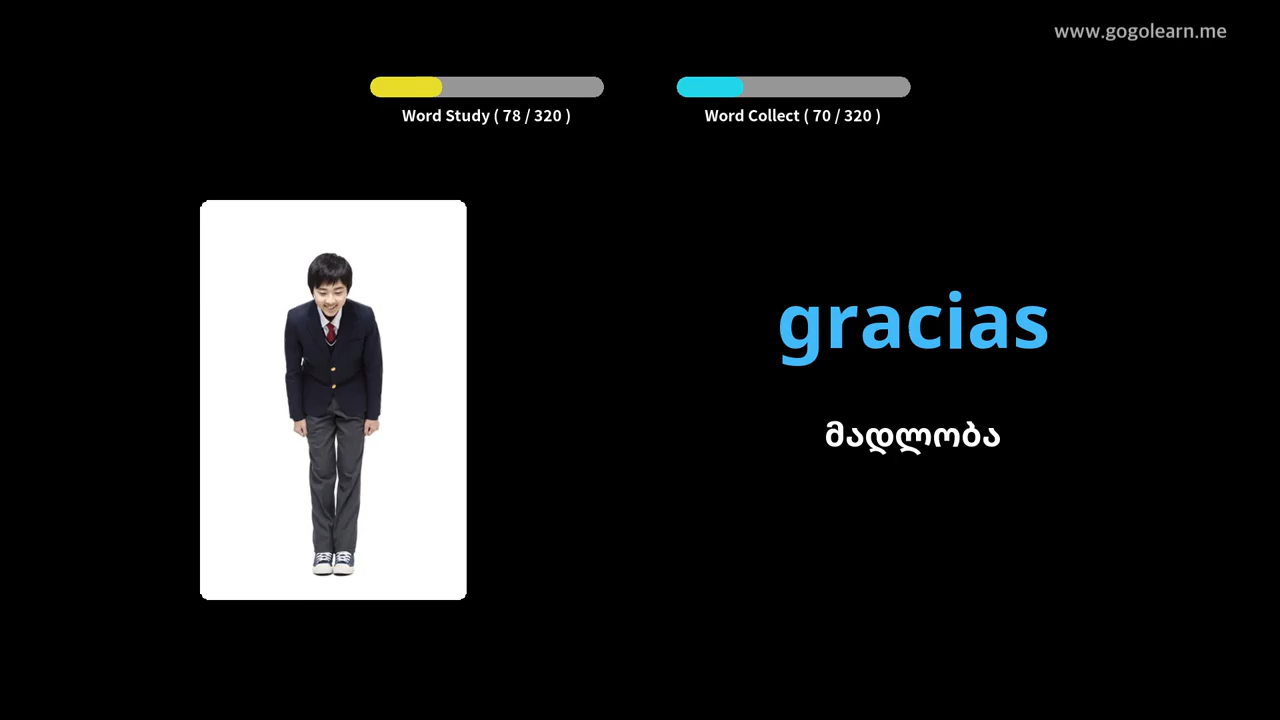 www.gogolearn.me
Word Study ( 78 / 320 )
Word Collect ( 70 / 320 )
gracias
მადლობა